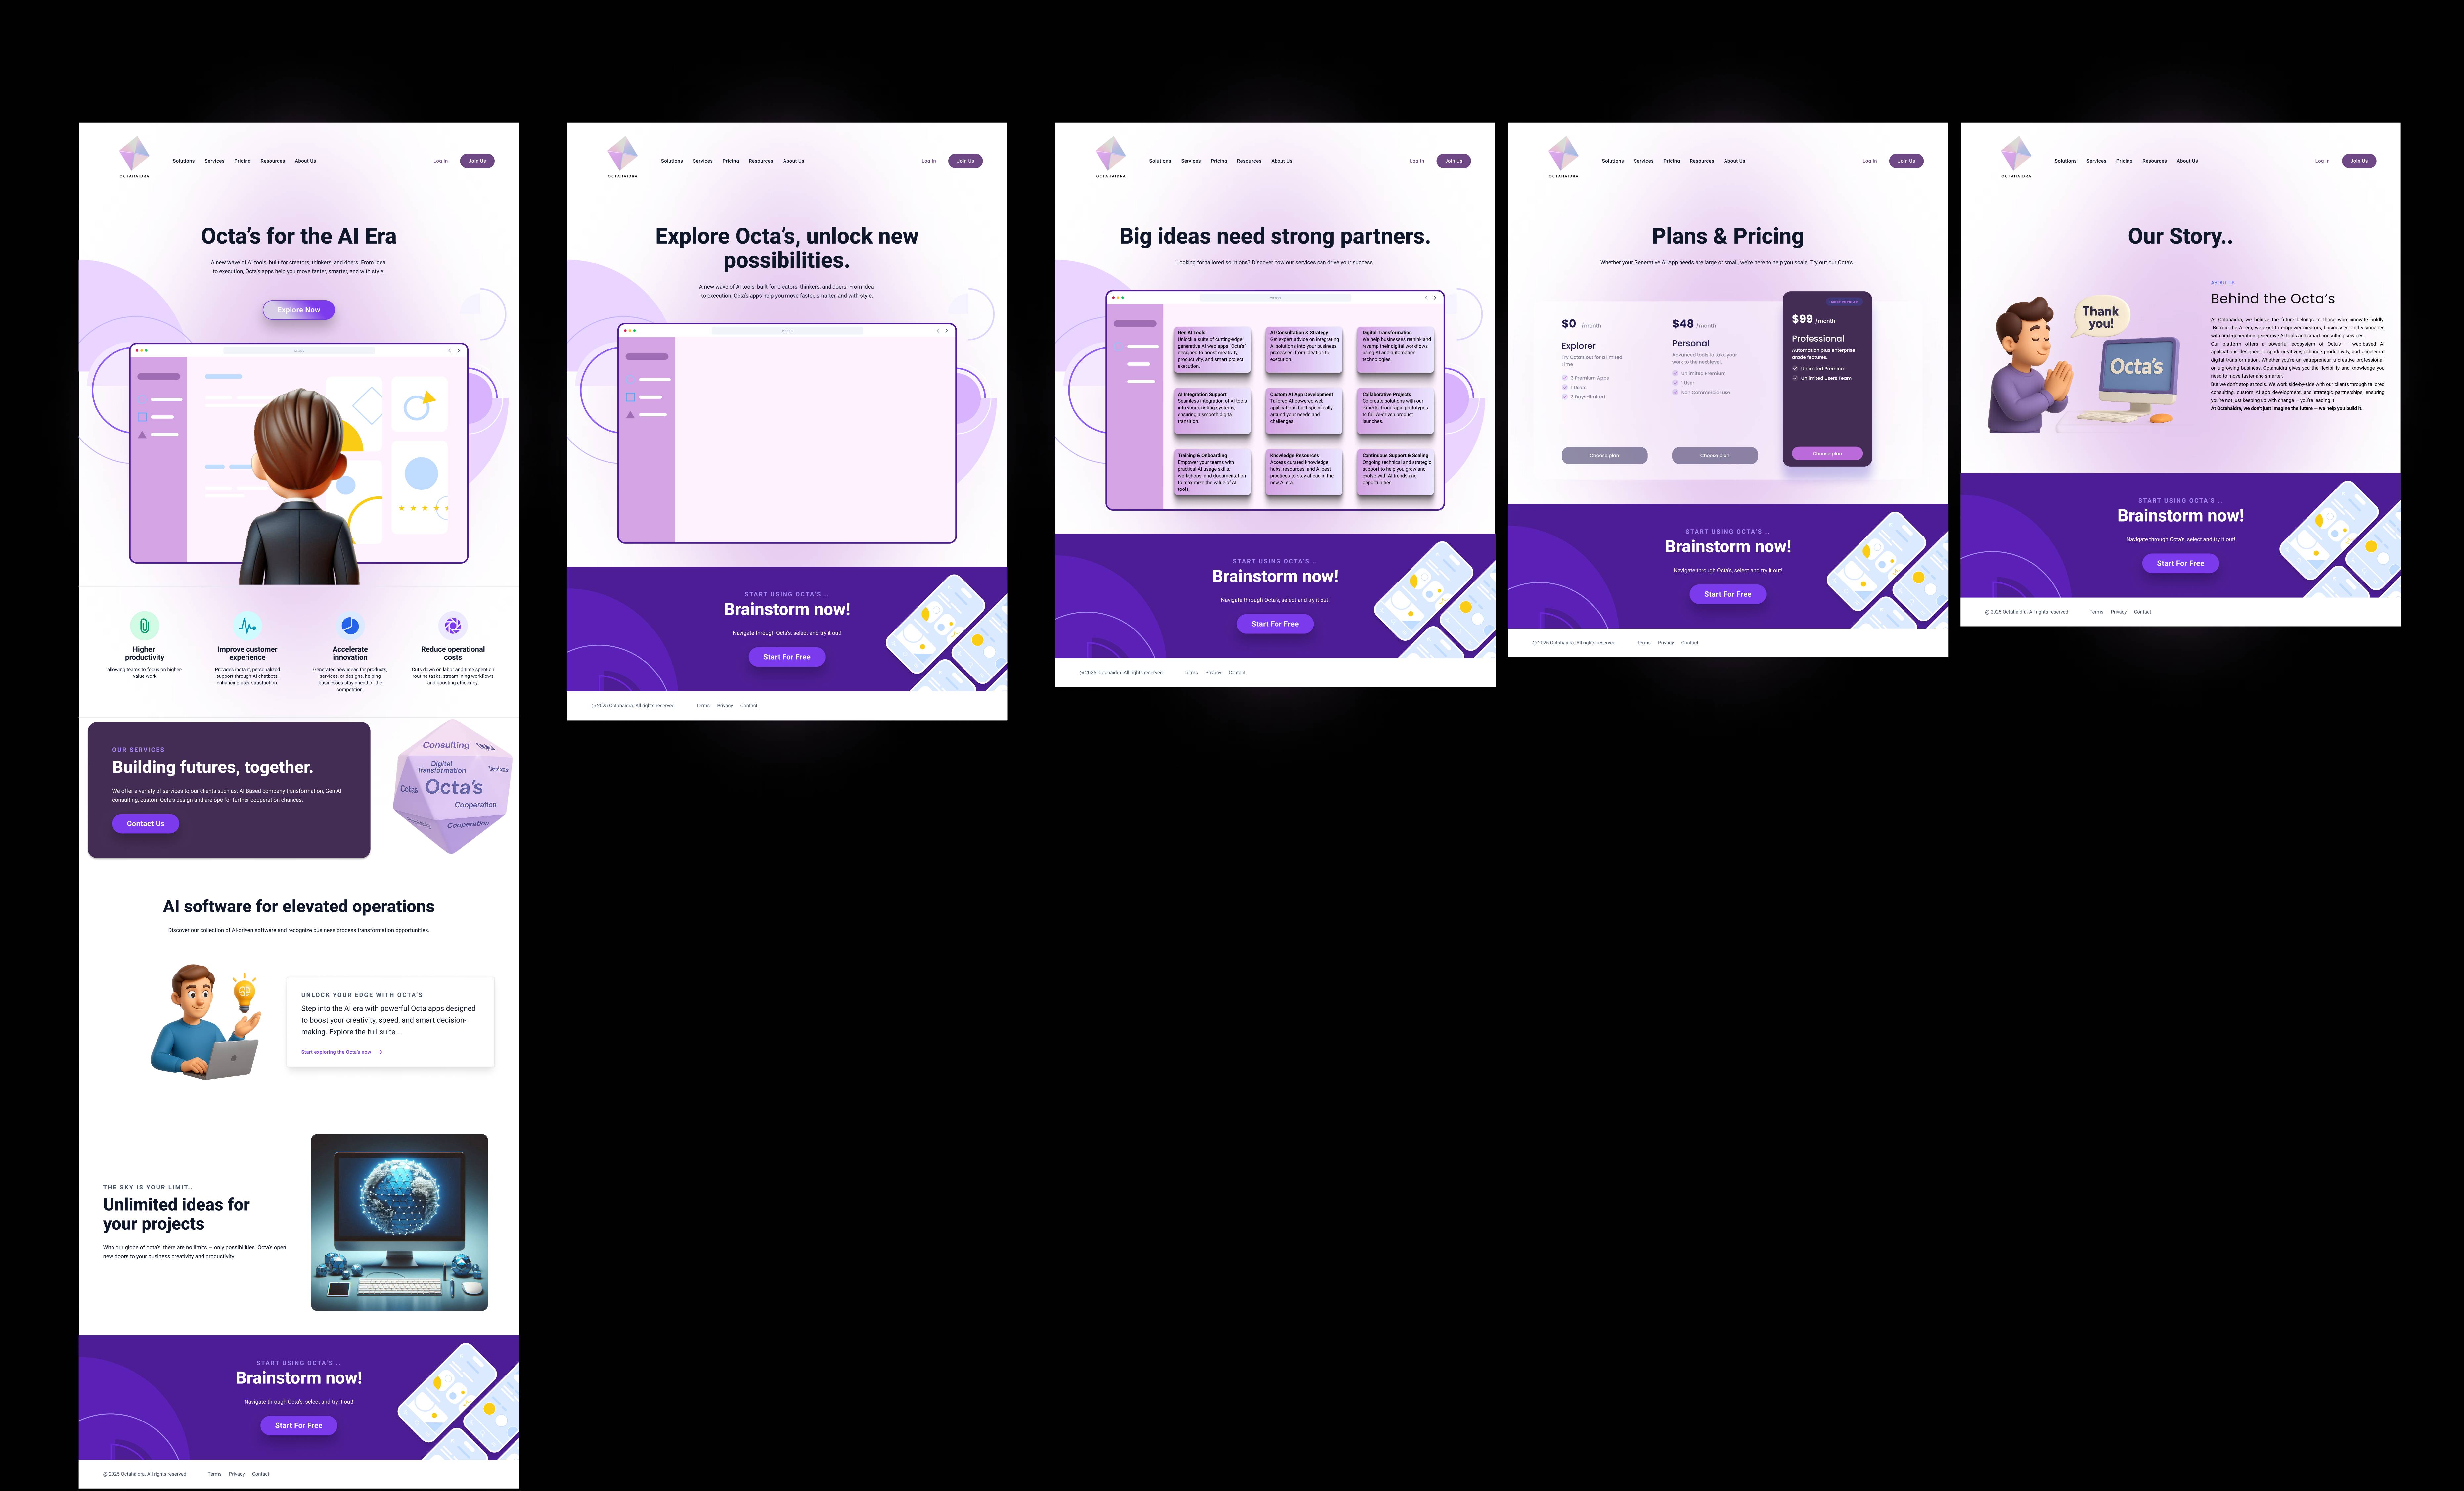 OCTAHAIDRA
Solutions Services Pricing Resources About Us
Log In
Join Us
Octa's for the AI Era
A new wave of AI tools, built for creators, thinkers, and doers. From idea
to execution, Octa's apps help you move faster, smarter, and with style.
Explore Now
Higher
productivity
allowing teams to focus on higher-
value work
Improve customer
experience
Provides instant, personalized
support through AI chatbots,
enhancing user satisfaction.
Accelerate
innovation
Generates new ideas for products,
services, or designs, helping
businesses stay ahead of the
competition.
Reduce operational
costs
Cuts down on labor and time spent on
routine tasks, streamlining workflows
and boosting efficiency.
OUR SERVICES
Building futures, together.
We offer a variety of services to our clients such as: AI Based company transformation, Gen AI
consulting, custom Octa's design and are ope for further cooperation chances.
Contact Us
Consulting
Digital
Transformation
Cotas
Octa's
Cooperation
Cooperation
AI software for elevated operations
Discover our collection of AI-driven software and recognize business process transformation opportunities.
UNLOCK YOUR EDGE WITH OCTA'S
Step into the AI era with powerful Octa apps designed
to boost your creativity, speed, and smart decision-
making. Explore the full suite ..
Start exploring the Octa's now
THE SKY IS YOUR LIMIT..
Unlimited ideas for
your projects
With our globe of octa's, there are no limits — only possibilities. Octa's open
new doors to your business creativity and productivity.
START USING OCTA'S ..
Brainstorm now!
Navigate through Octa's, select and try it out!
Start For Free
@ 2025 Octahaidra. All rights reserved
Terms Privacy Contact
OCTAHAIDRA
Solutions Services Pricing Resources About Us
Log In
Join Us
Explore Octa's, unlock new
possibilities.
A new wave of AI tools, built for creators, thinkers, and doers. From idea
to execution, Octa's apps help you move faster, smarter, and with style.
START USING OCTA'S ..
Brainstorm now!
Navigate through Octa's, select and try it out!
Start For Free
@ 2025 Octahaidra. All rights reserved
Terms Privacy Contact
OCTAHAIDRA
Solutions Services Pricing Resources About Us
Log In
Join Us
Big ideas need strong partners.
Looking for tailored solutions? Discover how our services can drive your success.
Gen AI Tools
Unlock a suite of cutting-edge
generative AI web apps "Octa's"
designed to boost creativity,
productivity, and smart project
execution.
AI Consultation & Strategy
Get expert advice on integrating
AI solutions into your business
processes, from ideation to
execution.
Digital Transformation
We help businesses rethink and
revamp their digital workflows
using AI and automation
technologies.
AI Integration Support
Seamless integration of AI tools
into your existing systems,
ensuring a smooth digital
transition.
Custom AI App Development
Tailored AI-powered web
applications built specifically
around your needs and
challenges.
Collaborative Projects
Co-create solutions with our
experts, from rapid prototypes
to full AI-driven product
launches.
Training & Onboarding
Empower your teams with
practical AI usage skills,
workshops, and documentation
to maximize the value of AI
tools.
Knowledge Resources
Access curated knowledge
hubs, resources, and AI best
practices to stay ahead in the
new AI era.
Continuous Support & Scaling
Ongoing technical and strategic
support to help you grow and
evolve with AI trends and
opportunities.
START USING OCTA'S ..
Brainstorm now!
Navigate through Octa's, select and try it out!
Start For Free
@ 2025 Octahaidra. All rights reserved
Terms Privacy Contact
OCTAHAIDRA
Solutions Services Pricing Resources About Us
Log In
Join Us
Plans & Pricing
Whether your Generative AI App needs are large or small, we're here to help you scale. Try out our Octa's..
$0 /month
Explorer
Try Octa's out for a limited
Time
3 Premium Apps
1 Users
3 Days-limited
Choose plan
$48 /month
Personal
Advanced tools to take your
work to the next level.
Unlimited Premium
1 User
Non Commercial use
Choose plan
MOST POPULAR
$99 /month
Professional
Automation plus enterprise-
grade features.
Unlimited Premium
Unlimited Users Team
Choose plan
START USING OCTA'S ..
Brainstorm now!
Navigate through Octa's, select and try it out!
Start For Free
@ 2025 Octahaidra. All rights reserved
Terms Privacy Contact
OCTAHAIDRA
Solutions Services Pricing Resources About Us
Log In
Join Us
Our Story..
Thank
you!
Octa's
ABOUT US
Behind the Octa's
At Octahaidra, we believe the future belongs to those who innovate boldly.
Born in the AI era, we exist to empower creators, businesses, and visionaries
with next-generation generative AI tools and smart consulting services.
Our platform offers a powerful ecosystem of Octa's — web-based AI
applications designed to spark creativity, enhance productivity, and accelerate
digital transformation. Whether you're an entrepreneur, a creative professional,
or a growing business, Octahaidra gives you the flexibility and knowledge you
need to move faster and smarter.
But we don't stop at tools. We work side-by-side with our clients through tailored
consulting, custom AI app development, and strategic partnerships, ensuring
you're not just keeping up with change — you're leading it.
At Octahaidra, we don't just imagine the future — we help you build it.
START USING OCTA'S ..
Brainstorm now!
Navigate through Octa's, select and try it out!
Start For Free
@ 2025 Octahaidra. All rights reserved
Terms Privacy Contact